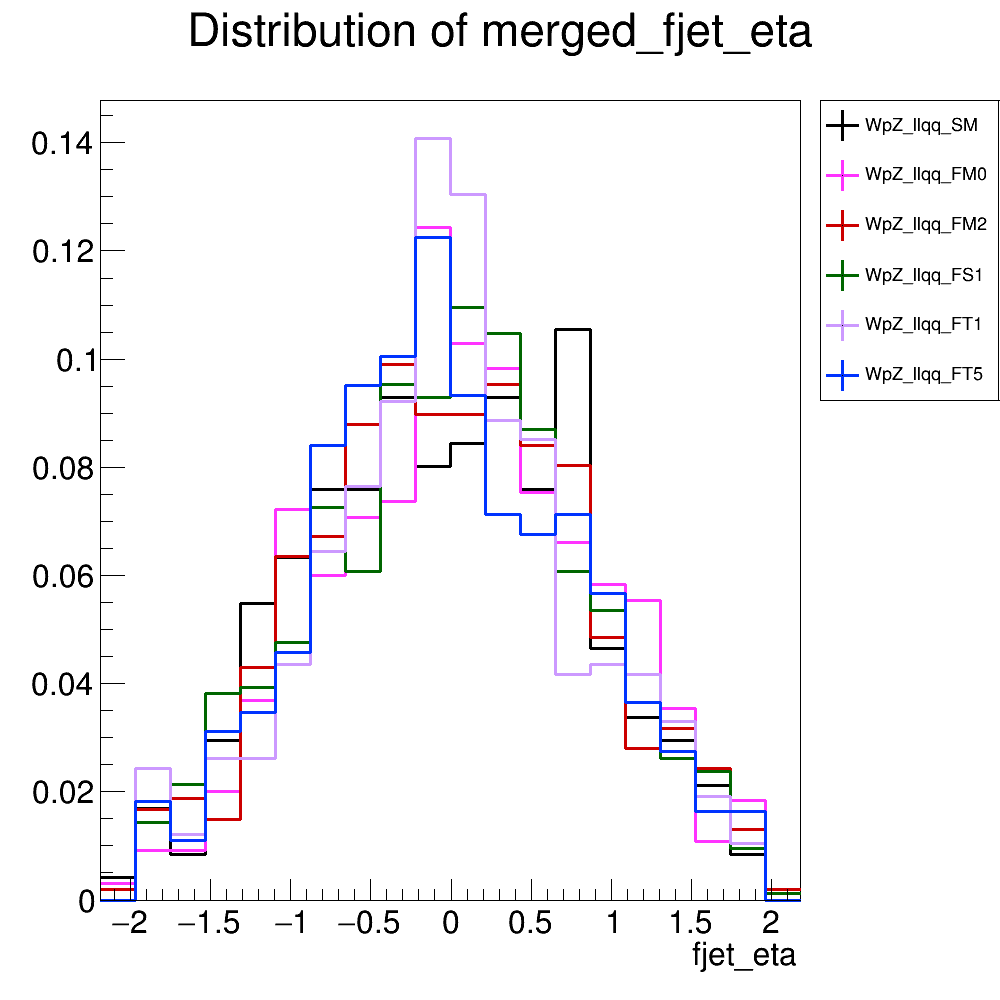 Distribution of merged_fjet_eta
WpZ_llqq_SM
WpZ_llqq_FM0
WpZ_llqq_FM2
WpZ_llqq_FS1
WpZ_llqq_FT1
WpZ_llqq_FT5
0.14
0.12
0.1
0.08
0.06
0.04
0.02
0
−2 −1.5 −1 −0.5 0 0.5 1 1.5 2
fjet_eta